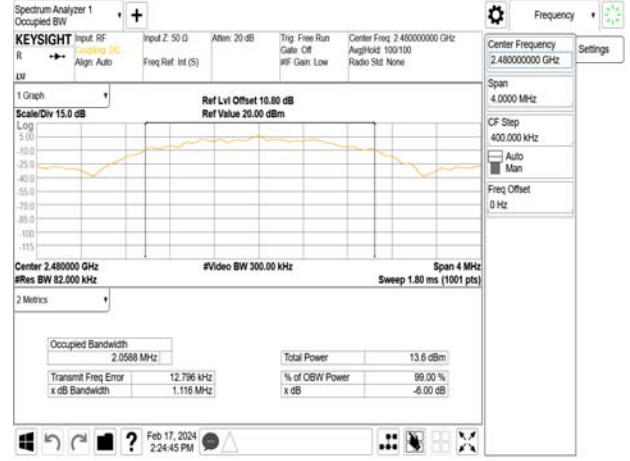 Spectrum Analyzer 1
Occupied BW
Frequency
KEYSIGHT
R
LV
Input: RF
Coupling: DC
Align: Auto
Input Z: 50 Ω
Freq Ref: Int (S)
Atten: 20 dB
Trig: Free Run
Gate: Off
#IF Gain: Low
Center Freq: 2.480000000 GHz
Avg|Hold: 100/100
Radio Std: None
Center Frequency
2.480000000 GHz
Settings
Span
4.0000 MHz
CF Step
400.000 kHz
Auto
Man
Freq Offset
0 Hz
1 Graph
Scale/Div 15.0 dB
Ref Lvl Offset 10.80 dB
Ref Value 20.00 dBm
Log
5.00
-10.0
-25.0
-40.0
-55.0
-70.0
-85.0
-100
-115
Center 2.480000 GHz
#Res BW 82.000 kHz
#Video BW 300.00 kHz
Span 4 MHz
Sweep 1.80 ms (1001 pts)
2 Metrics
Occupied Bandwidth
2.0588 MHz
Total Power 13.6 dBm
Transmit Freq Error 12.796 kHz
% of OBW Power 99.00 %
x dB Bandwidth 1.116 MHz
x dB -6.00 dB
?
Feb 17, 2024
2:24:45 PM